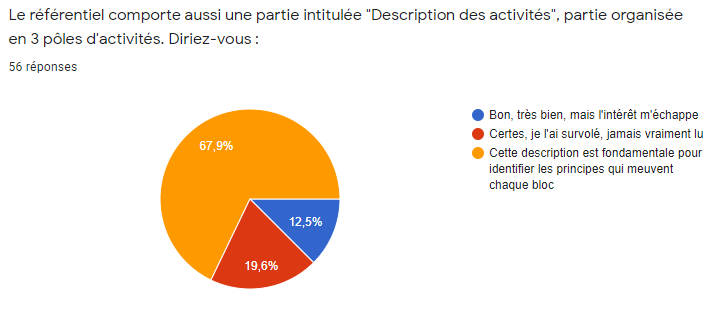 Le référentiel comporte aussi une partie intitulée "Description des activités", partie organisée
en 3 pôles d'activités. Diriez-vous :
56 réponses
67,9%
12,5%
19,6%
Bon, très bien, mais l'intérêt m'échappe
Certes, je l'ai survolé, jamais vraiment lu
Cette description est fondamentale pour
identifier les principes qui meuvent
chaque bloc